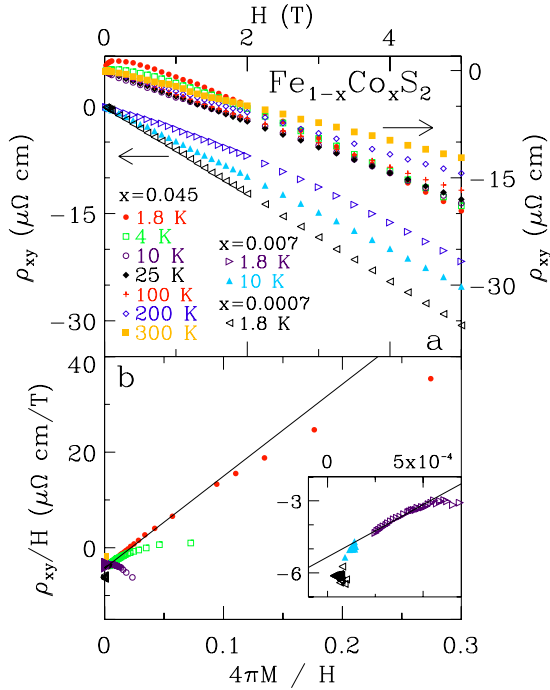 H (T)
0 2 4
Fe₁₋ₓCoₓS₂
0
−15
−30
ρxy (μΩ cm)
0
−15
−30
ρxy (μΩ cm)
x=0.045
1.8 K
4 K
10 K
25 K
100 K
200 K
300 K
x=0.007
1.8 K
10 K
x=0.0007
1.8 K
a
b
40
20
0
ρxy/H (μΩ cm/T)
0 5x10⁻⁴
−3
−6
0 0.1 0.2 0.3
4πM / H